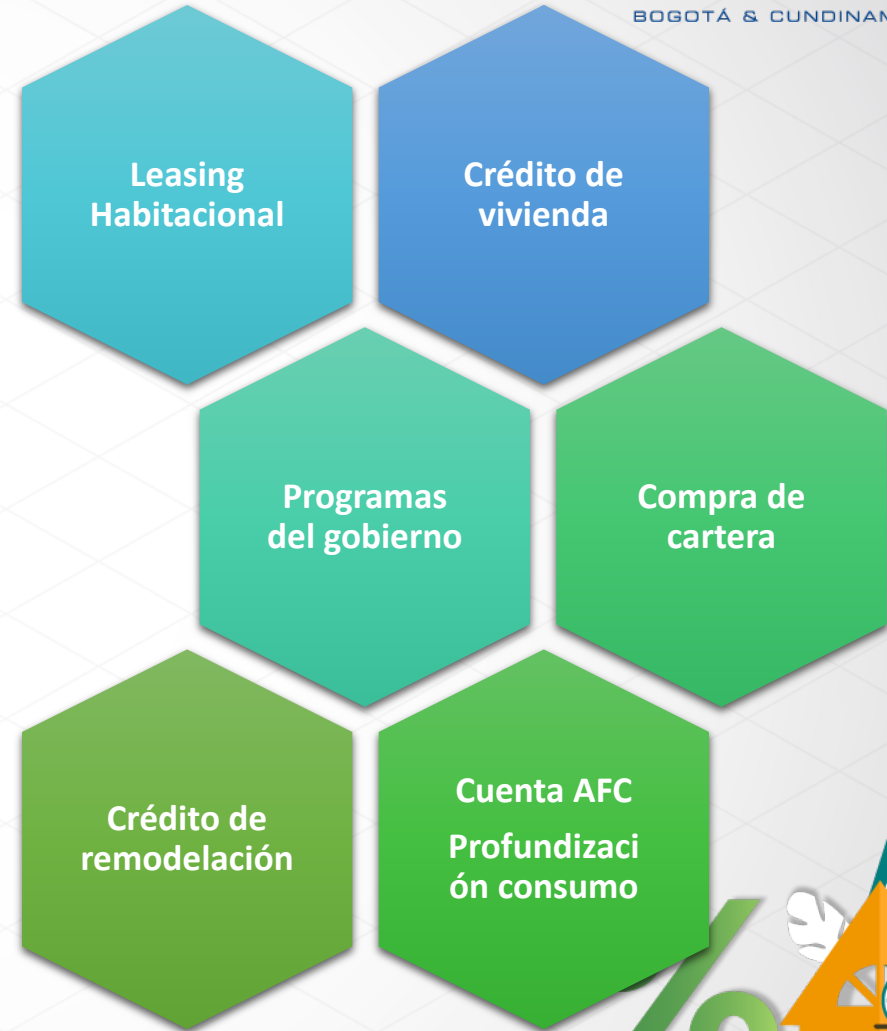 BOGOTÁ & CUNDINAM
Leasing
Habitacional
Crédito de
vivienda
Programas
del gobierno
Compra de
cartera
Crédito de
remodelación
Cuenta AFC
Profundizaci
ón consumo